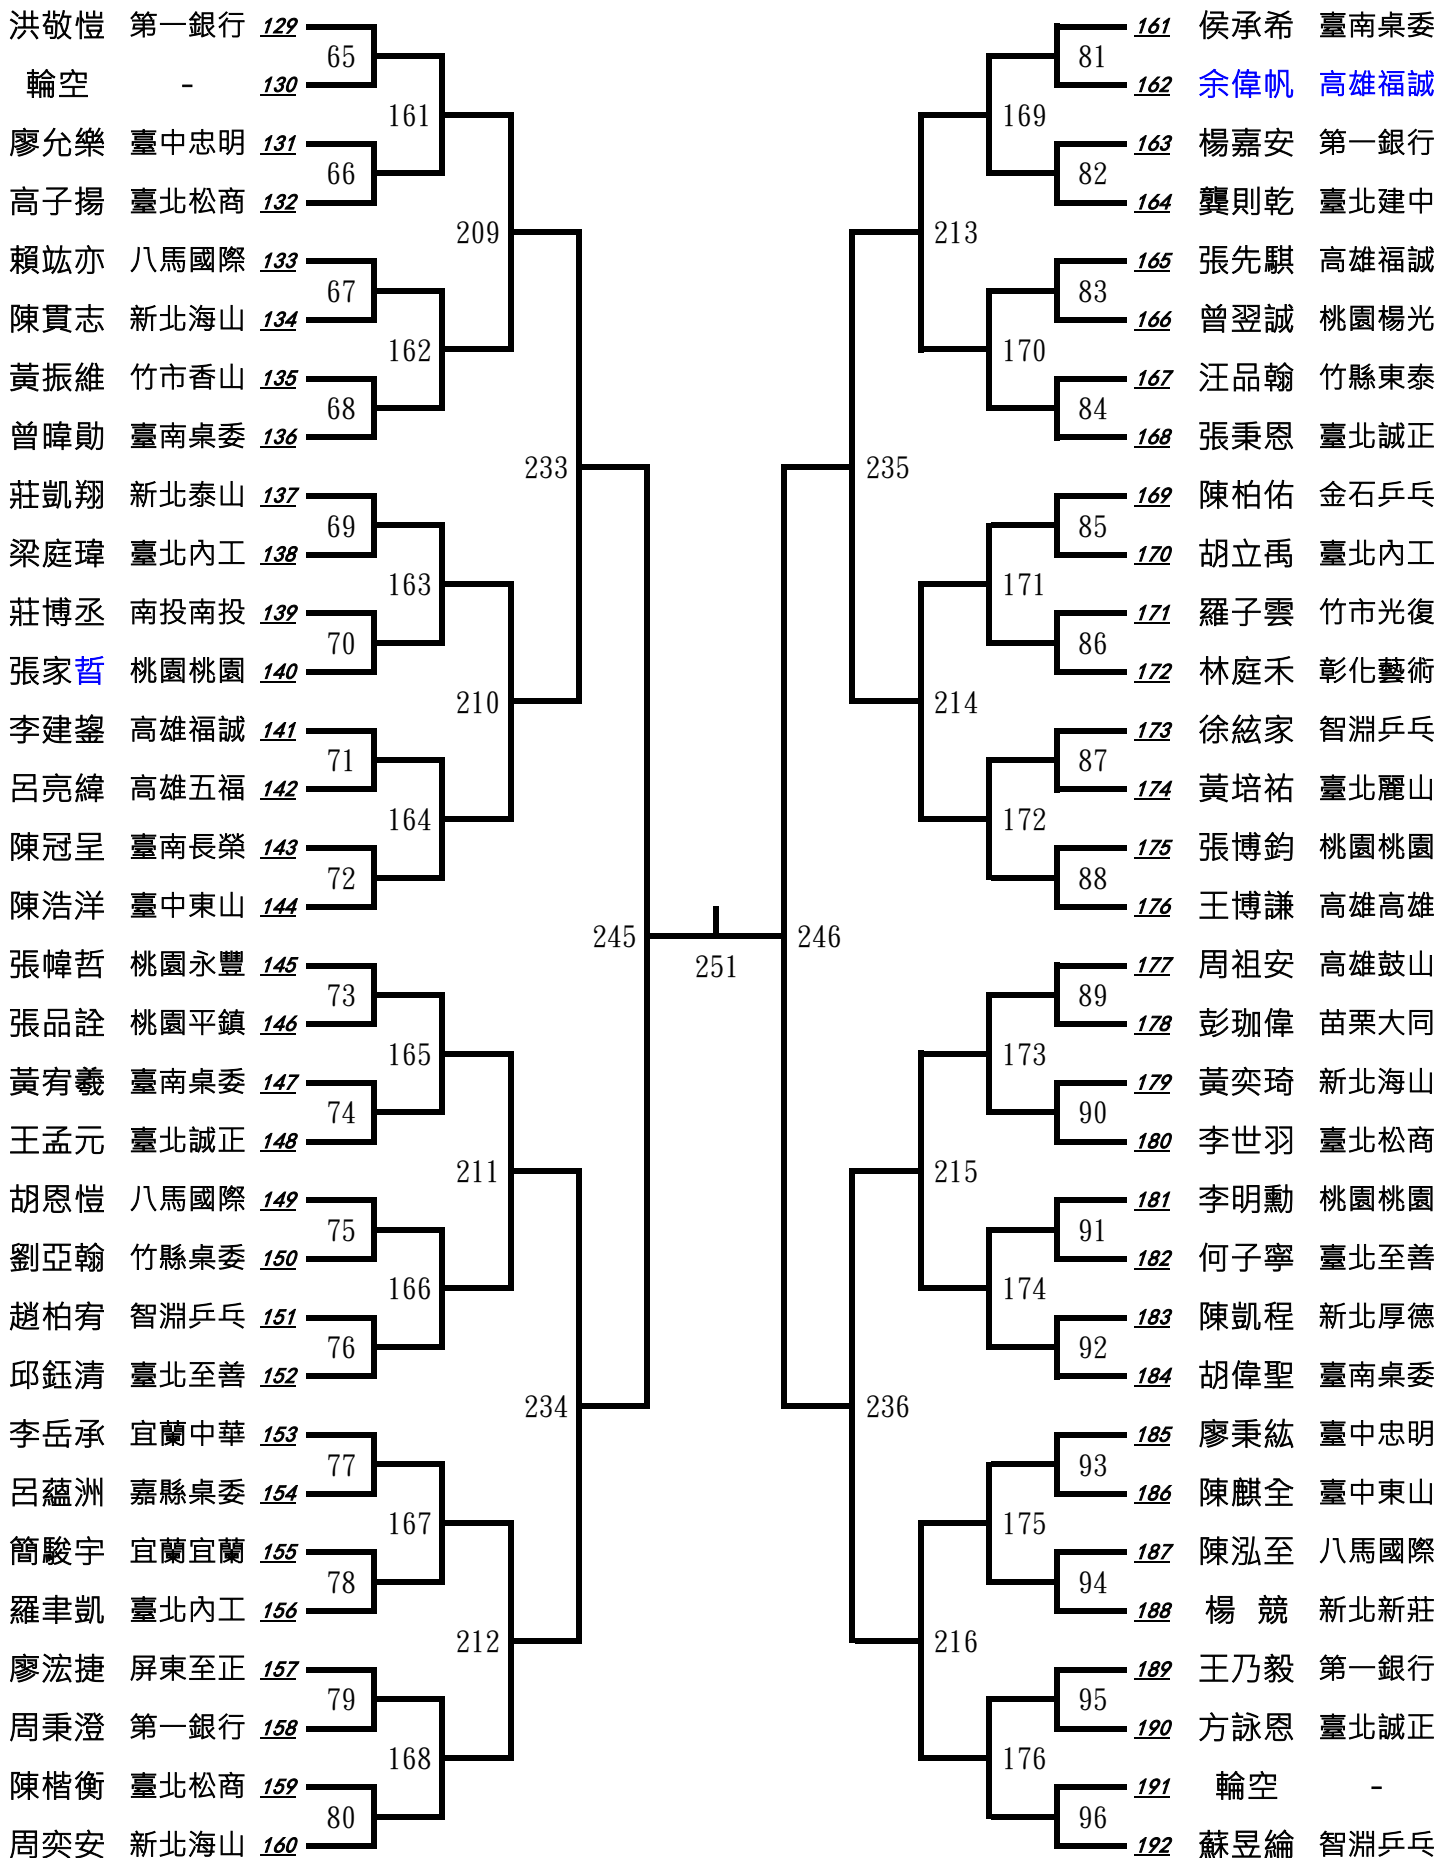 洪敬愷 第一銀行 129
輪空 - 130
廖允樂 臺中忠明 131
高子揚 臺北松商 132
賴竑亦 八馬國際 133
陳貫志 新北海山 134
黃振維 竹市香山 135
曾暐勛 臺南桌委 136
莊凱翔 新北泰山 137
梁庭瑋 臺北內工 138
莊博丞 南投南投 139
張家哲 桃園桃園 140
李建鋆 高雄福誠 141
呂亮緯 高雄五福 142
陳冠呈 臺南長榮 143
陳浩洋 臺中東山 144
張幃哲 桃園永豐 145
張品詮 桃園平鎮 146
黃宥羲 臺南桌委 147
王孟元 臺北誠正 148
胡恩愷 八馬國際 149
劉亞翰 竹縣桌委 150
趙柏宥 智淵乒乓 151
邱鈺清 臺北至善 152
李岳承 宜蘭中華 153
呂蘊洲 嘉縣桌委 154
簡駿宇 宜蘭宜蘭 155
羅聿凱 臺北內工 156
廖浤捷 屏東至正 157
周秉澄 第一銀行 158
陳楷衡 臺北松商 159
周奕安 新北海山 160
65
66
67
68
69
70
71
72
73
74
75
76
77
78
79
80
161
162
163
164
165
166
167
168
209
210
211
212
233
234
245
251
246
235
236
213
214
215
216
169
170
171
172
173
174
175
176
81
82
83
84
85
86
87
88
89
90
91
92
93
94
95
96
161 侯承希 臺南桌委
162 余偉帆 高雄福誠
163 楊嘉安 第一銀行
164 龔則乾 臺北建中
165 張先騏 高雄福誠
166 曾翌誠 桃園楊光
167 汪品翰 竹縣東泰
168 張秉恩 臺北誠正
169 陳柏佑 金石乒乓
170 胡立禹 臺北內工
171 羅子雲 竹市光復
172 林庭禾 彰化藝術
173 徐絃家 智淵乒乓
174 黃培祐 臺北麗山
175 張博鈞 桃園桃園
176 王博謙 高雄高雄
177 周祖安 高雄鼓山
178 彭珈偉 苗栗大同
179 黃奕琦 新北海山
180 李世羽 臺北松商
181 李明勳 桃園桃園
182 何子寧 臺北至善
183 陳凱程 新北厚德
184 胡偉聖 臺南桌委
185 廖秉紘 臺中忠明
186 陳麒全 臺中東山
187 陳泓至 八馬國際
188 楊 競 新北新莊
189 王乃毅 第一銀行
190 方詠恩 臺北誠正
191 輪空 -
192 蘇昱綸 智淵乒乓